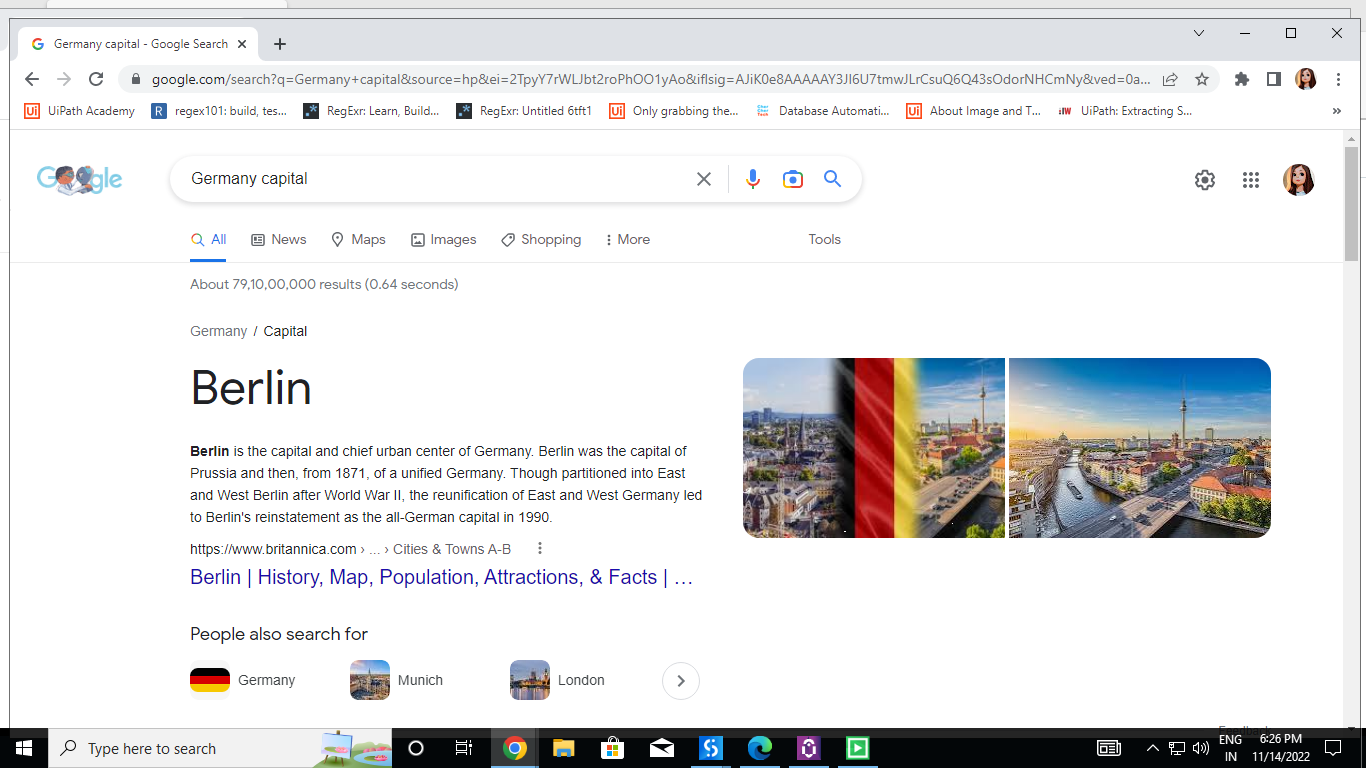 Germany capital - Google Search
google.com/search?q=Germany+capital&source=hp&ei=2TpyY7rWLJbt2roPhOO1yAo&iflsig=AJiK0e8AAAAAY3JI6U7tmwJLrCsuQ6Q43sOdorNHCmNy&ved=0a...
UiPath Academy regex101: build, tes... RegExr: Learn, Build... RegExr: Untitled 6tft1 Only grabbing the... Database Automati... About Image and T... UiPath: Extracting S... »
Google
Germany capital
All News Maps Images Shopping More Tools
About 79,10,00,000 results (0.64 seconds)
Germany / Capital
Berlin
Berlin is the capital and chief urban center of Germany. Berlin was the capital of
Prussia and then, from 1871, of a unified Germany. Though partitioned into East
and West Berlin after World War II, the reunification of East and West Germany led
to Berlin's reinstatement as the all-German capital in 1990.
https://www.britannica.com › ... › Cities & Towns A-B
Berlin | History, Map, Population, Attractions, & Facts | ...
People also search for
Germany Munich London
Type here to search
ENG
IN
6:26 PM
11/14/2022